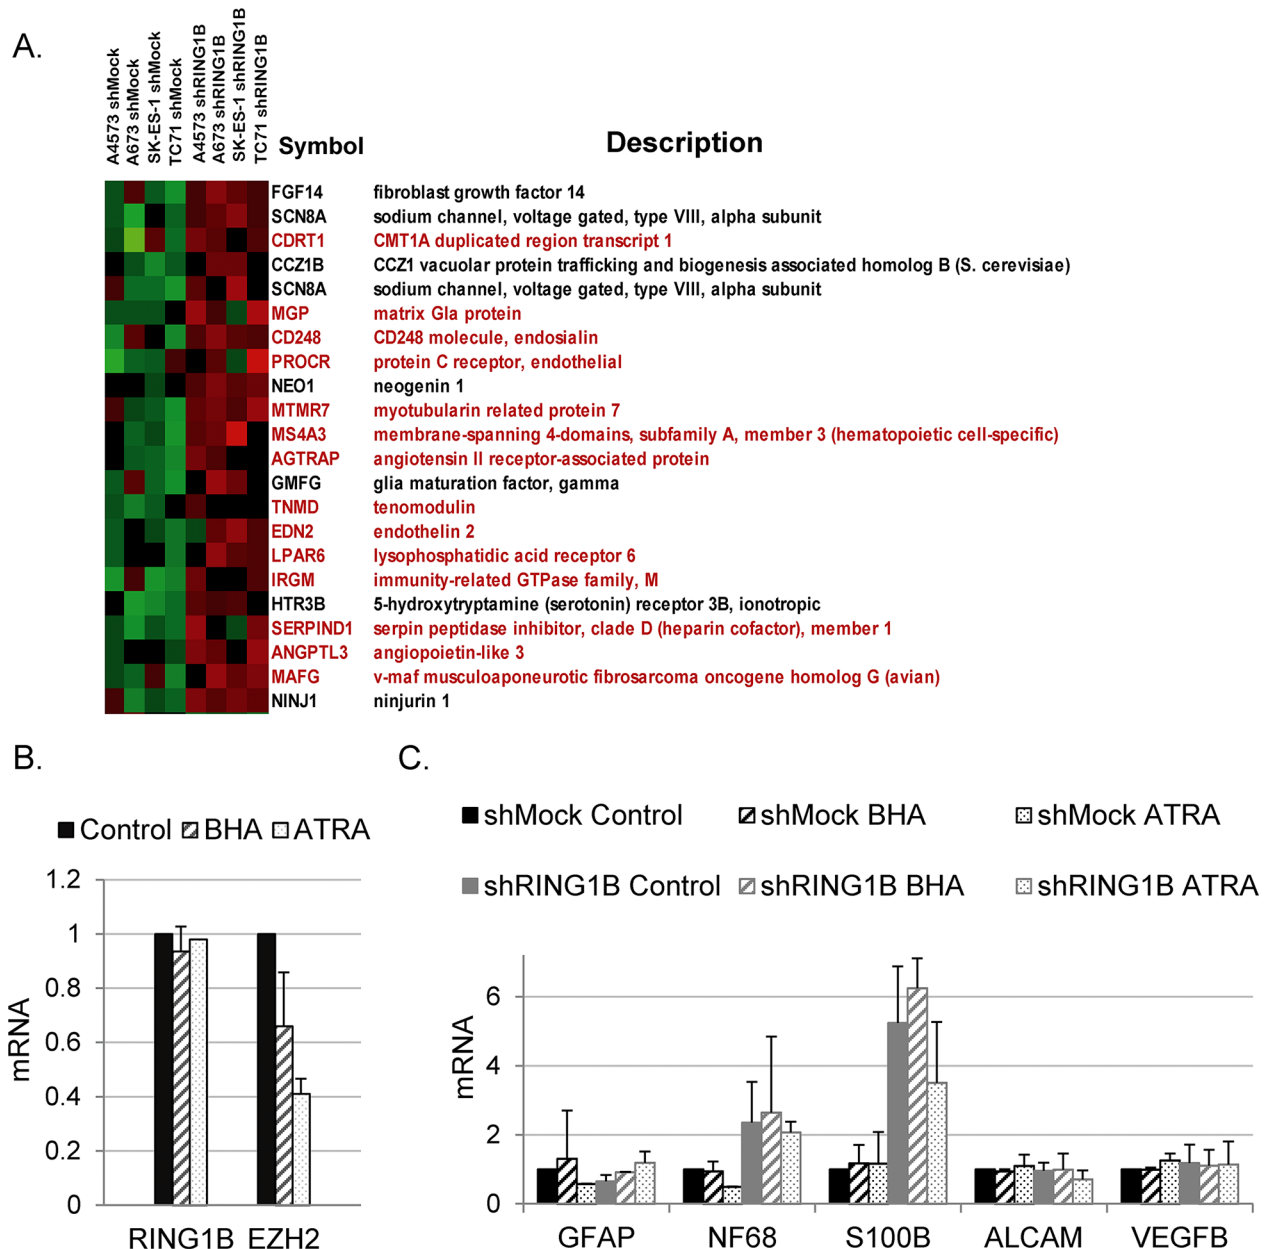 A.
A4573 shMock
A673 shMock
SK-ES-1 shMock
TC71 shMock
A4573 shRING1B
A673 shRING1B
SK-ES-1 shRING1B
TC71 shRING1B
Symbol Description
FGF14 fibroblast growth factor 14
SCN8A sodium channel, voltage gated, type VIII, alpha subunit
CDRT1 CMT1A duplicated region transcript 1
CCZ1B CCZ1 vacuolar protein trafficking and biogenesis associated homolog B (S. cerevisiae)
SCN8A sodium channel, voltage gated, type VIII, alpha subunit
MGP matrix Gla protein
CD248 CD248 molecule, endosialin
PROCR protein C receptor, endothelial
NEO1 neogenin 1
MTMR7 myotubularin related protein 7
MS4A3 membrane-spanning 4-domains, subfamily A, member 3 (hematopoietic cell-specific)
AGTRAP angiotensin II receptor-associated protein
GMFG glia maturation factor, gamma
TNMD tenomodulin
EDN2 endothelin 2
LPAR6 lysophosphatidic acid receptor 6
IRGM immunity-related GTPase family, M
HTR3B 5-hydroxytryptamine (serotonin) receptor 3B, ionotropic
SERPIND1 serpin peptidase inhibitor, clade D (heparin cofactor), member 1
ANGPTL3 angiopoietin-like 3
MAFG v-maf musculoaponeurotic fibrosarcoma oncogene homolog G (avian)
NINJ1 ninjurin 1
B.
Control BHA ATRA
1.2
1
0.8
0.6
0.4
0.2
0
mRNA
RING1B EZH2
C.
shMock Control shMock BHA shMock ATRA
shRING1B Control shRING1B BHA shRING1B ATRA
6
4
2
0
mRNA
GFAP NF68 S100B ALCAM VEGFB